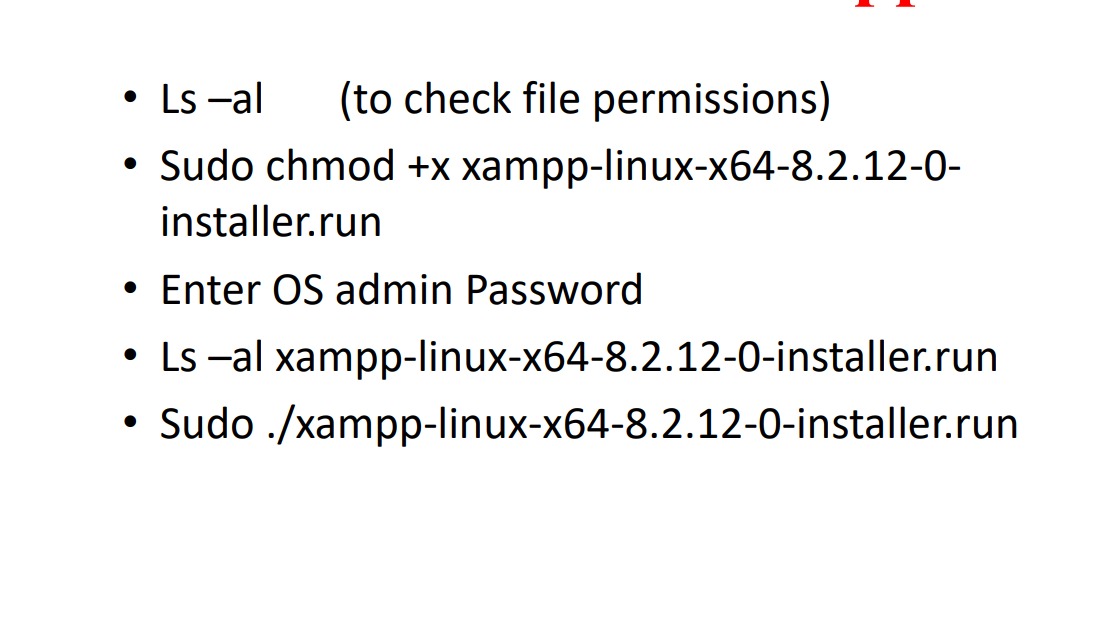 • Ls –al (to check file permissions)
• Sudo chmod +x xampp-linux-x64-8.2.12-0-
installer.run
• Enter OS admin Password
• Ls –al xampp-linux-x64-8.2.12-0-installer.run
• Sudo ./xampp-linux-x64-8.2.12-0-installer.run